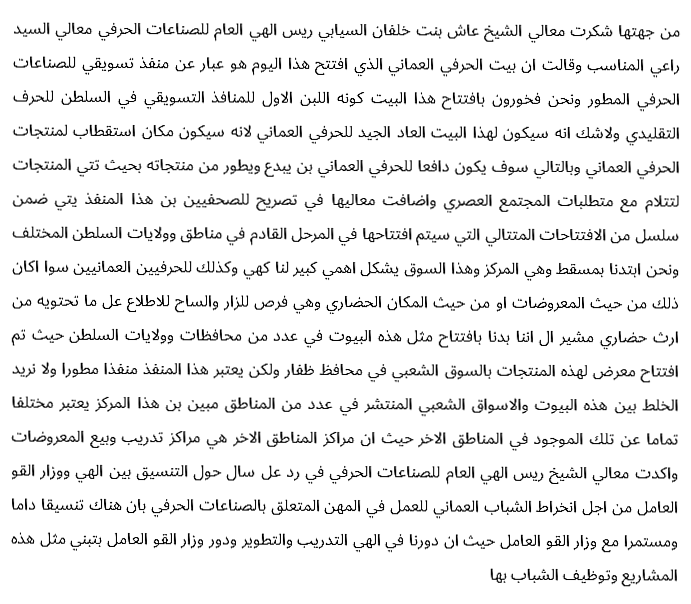 من جهتها شكرت معالي الشيخ عاش بنت خلفان السيابي ريس الهي العام للصناعات الحرفي معالي السيد
راعي المناسب وقالت ان بيت الحرفي العماني الذي افتتح هذا اليوم هو عبار عن منفذ تسويقي للصناعات
الحرفي المطور ونحن فخورون بافتتاح هذا البيت كونه اللبن الاول للمنافذ التسويقي في السلطن للحرف
التقليدي ولاشك انه سيكون لهذا البيت العاد الجيد للحرفي العماني لانه سيكون مكان استقطاب لمنتجات
الحرفي العماني وبالتالي سوف يكون دافعا للحرفي العماني بن يبدع ويطور من منتجاته بحيث تتي المنتجات
لتتلام مع متطلبات المجتمع العصري واضافت معاليها في تصريح للصحفيين بن هذا المنفذ يتي ضمن
سلسل من الافتتاحات المتتالي التي سيتم افتتاحها في المرحل القادم في مناطق وولايات السلطن المختلف
ونحن ابتدنا بمسقط وهي المركز وهذا السوق يشكل اهمي كبير لنا كهي وكذلك للحرفيين العمانيين سوا اكان
ذلك من حيث المعروضات او من حيث المكان الحضاري وهي فرص للزار والساح للاطلاع عل ما تحتويه من
ارث حضاري مشير ال اننا بدنا بافتتاح مثل هذه البيوت في عدد من محافظات وولايات السلطن حيث تم
افتتاح معرض لهذه المنتجات بالسوق الشعبي في محافظ ظفار ولكن يعتبر هذا المنفذ منفذا مطورا ولا نريد
الخلط بين هذه البيوت والاسواق الشعبي المنتشر في عدد من المناطق مبين بن هذا المركز يعتبر مختلفا
تماما عن تلك الموجود في المناطق الاخر حيث ان مراكز المناطق الاخر هي مراكز تدريب وبيع المعروضات
واكدت معالي الشيخ ريس الهي العام للصناعات الحرفي في رد عل سال حول التنسيق بين الهي ووزار القو
العامل من اجل انخراط الشباب العماني للعمل في المهن المتعلق بالصناعات الحرفي بان هناك تنسيقا داما
ومستمرا مع وزار القو العامل حيث ان دورنا في الهي التدريب والتطوير ودور وزار القو العامل بتبني مثل هذه
المشاريع وتوظيف الشباب بها